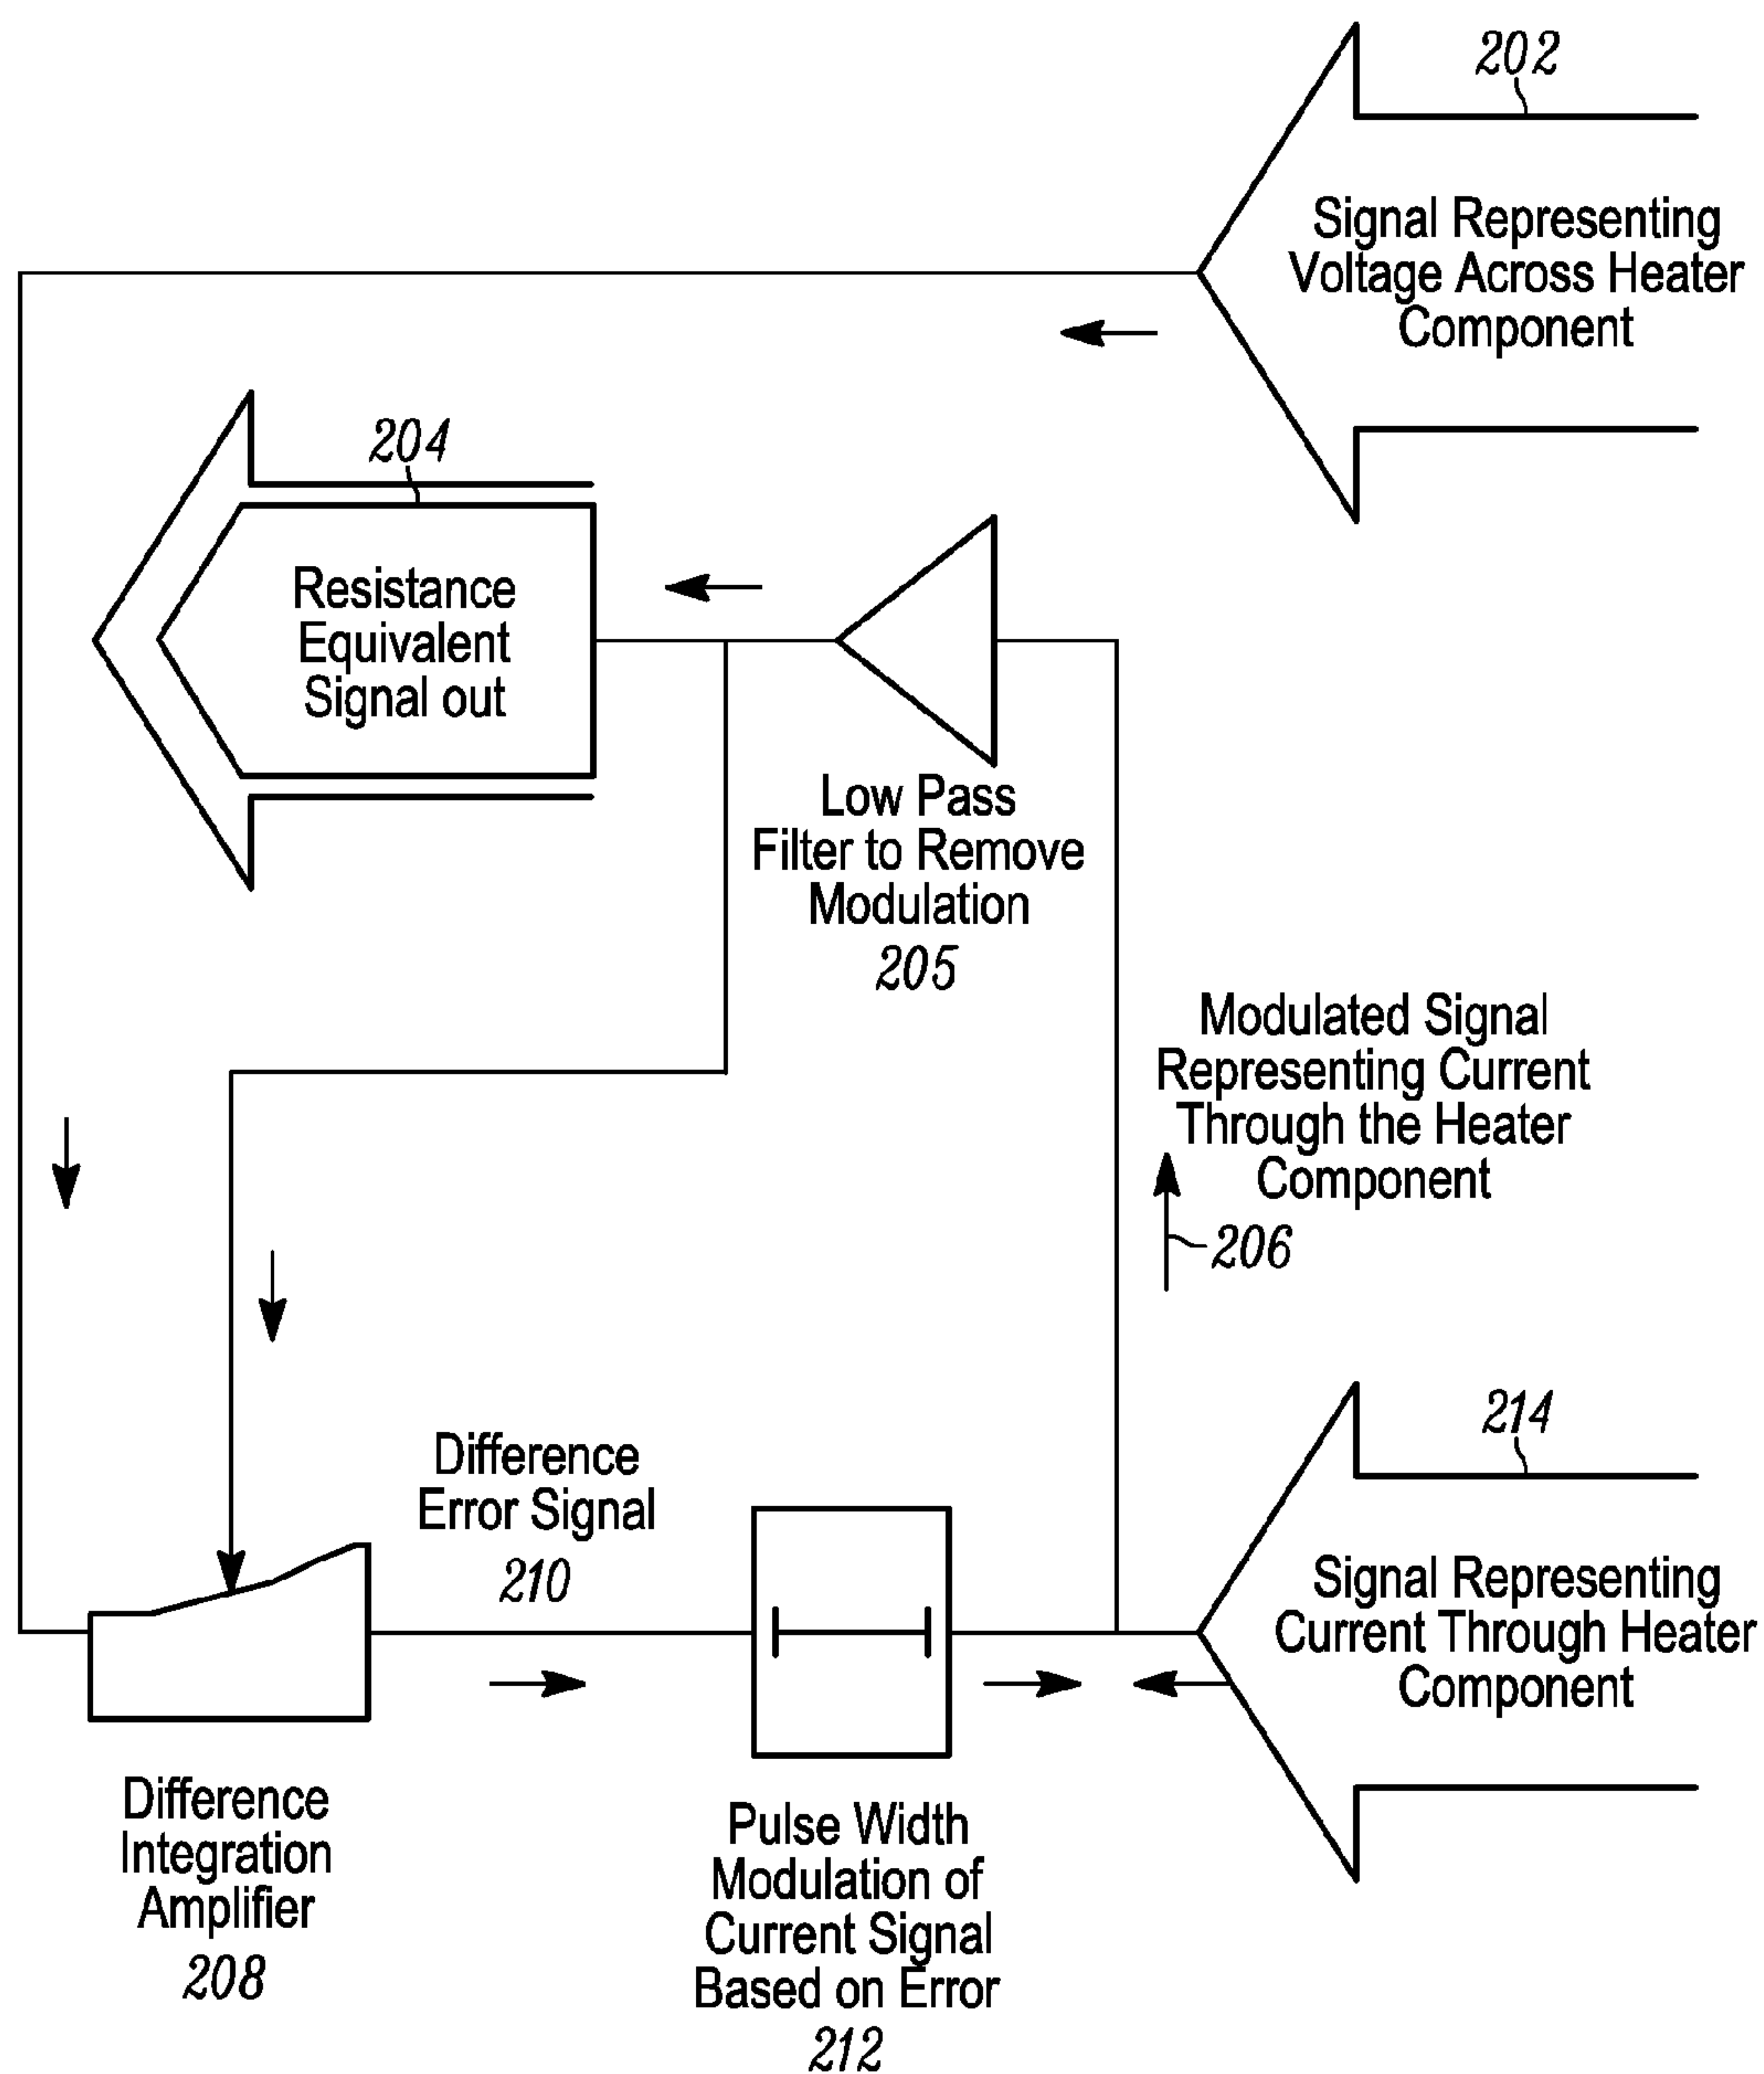 202
Signal Representing
Voltage Across Heater
Component
204
Resistance
Equivalent
Signal out
Low Pass
Filter to Remove
Modulation
205
Modulated Signal
Representing Current
Through the Heater
Component
206
214
Signal Representing
Current Through Heater
Component
Difference
Error Signal
210
Difference
Integration
Amplifier
208
Pulse Width
Modulation of
Current Signal
Based on Error
212